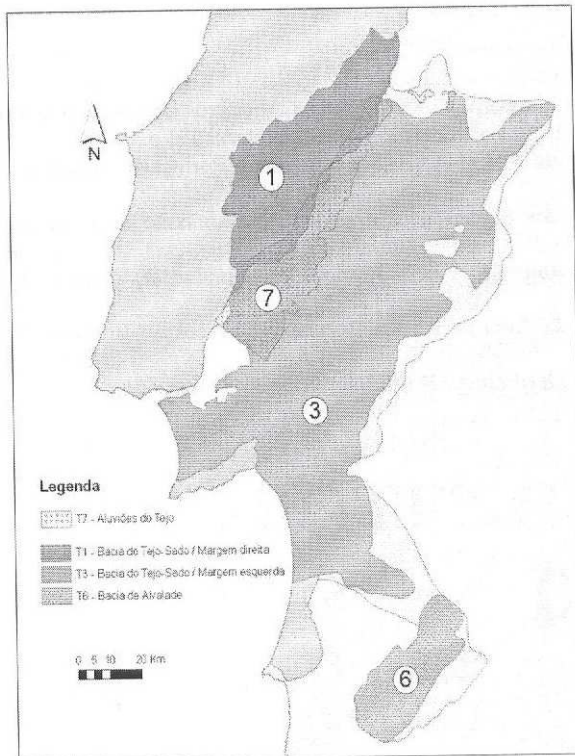 N
1
7
3
6
Legenda
T7 - Aluviões do Tejo
T1 - Bacia do Tejo-Sado / Margem direita
T3 - Bacia do Tejo-Sado / Margem esquerda
T6 - Bacia de Alvalade
0 5 10 20 Km